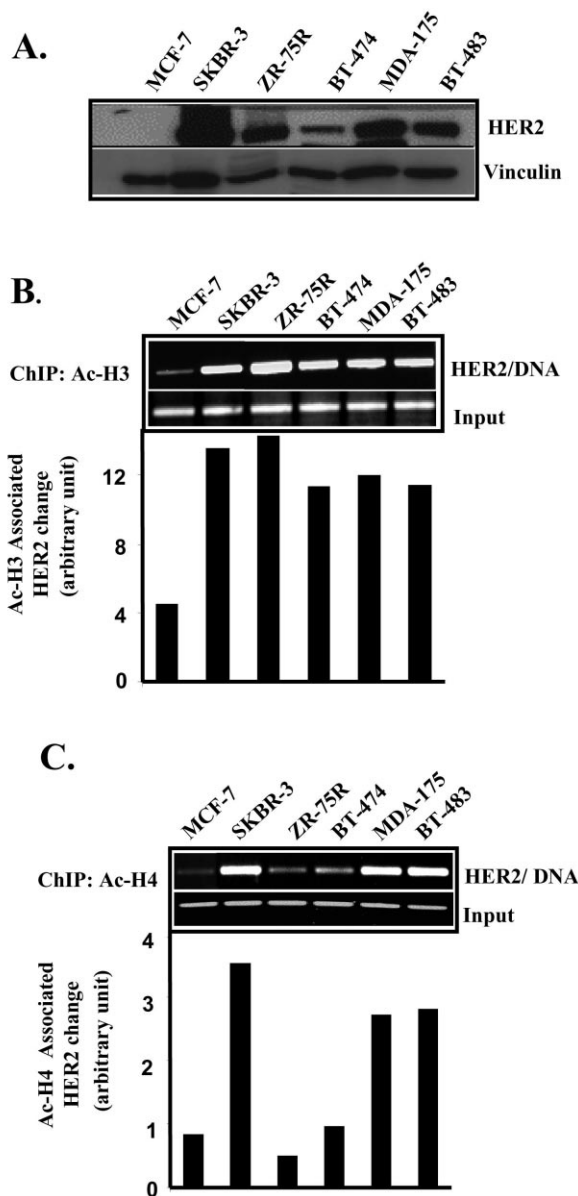 A.
MCF-7 SKBR-3 ZR-75R BT-474 MDA-175 BT-483
HER2
Vinculin
B.
MCF-7 SKBR-3 ZR-75R BT-474 MDA-175 BT-483
ChIP: Ac-H3
HER2/DNA
Input
Ac-H3 Associated
HER2 change
(arbitrary unit)
12
8
4
0
C.
MCF-7 SKBR-3 ZR-75R BT-474 MDA-175 BT-483
ChIP: Ac-H4
HER2/ DNA
Input
Ac-H4 Associated
HER2 change
(arbitrary unit)
4
3
2
1
0